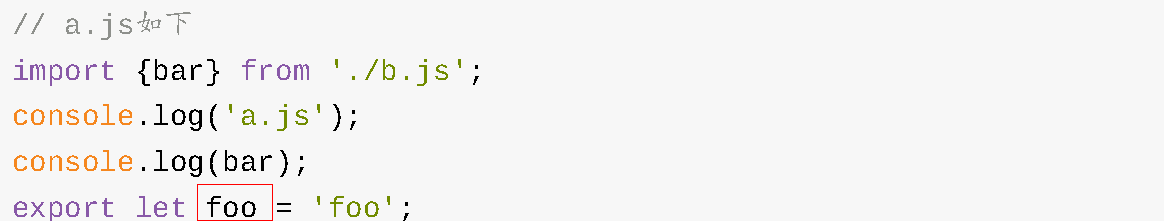 // a.js如下
import {bar} from './b.js';
console.log('a.js');
console.log(bar);
export let foo = 'foo';